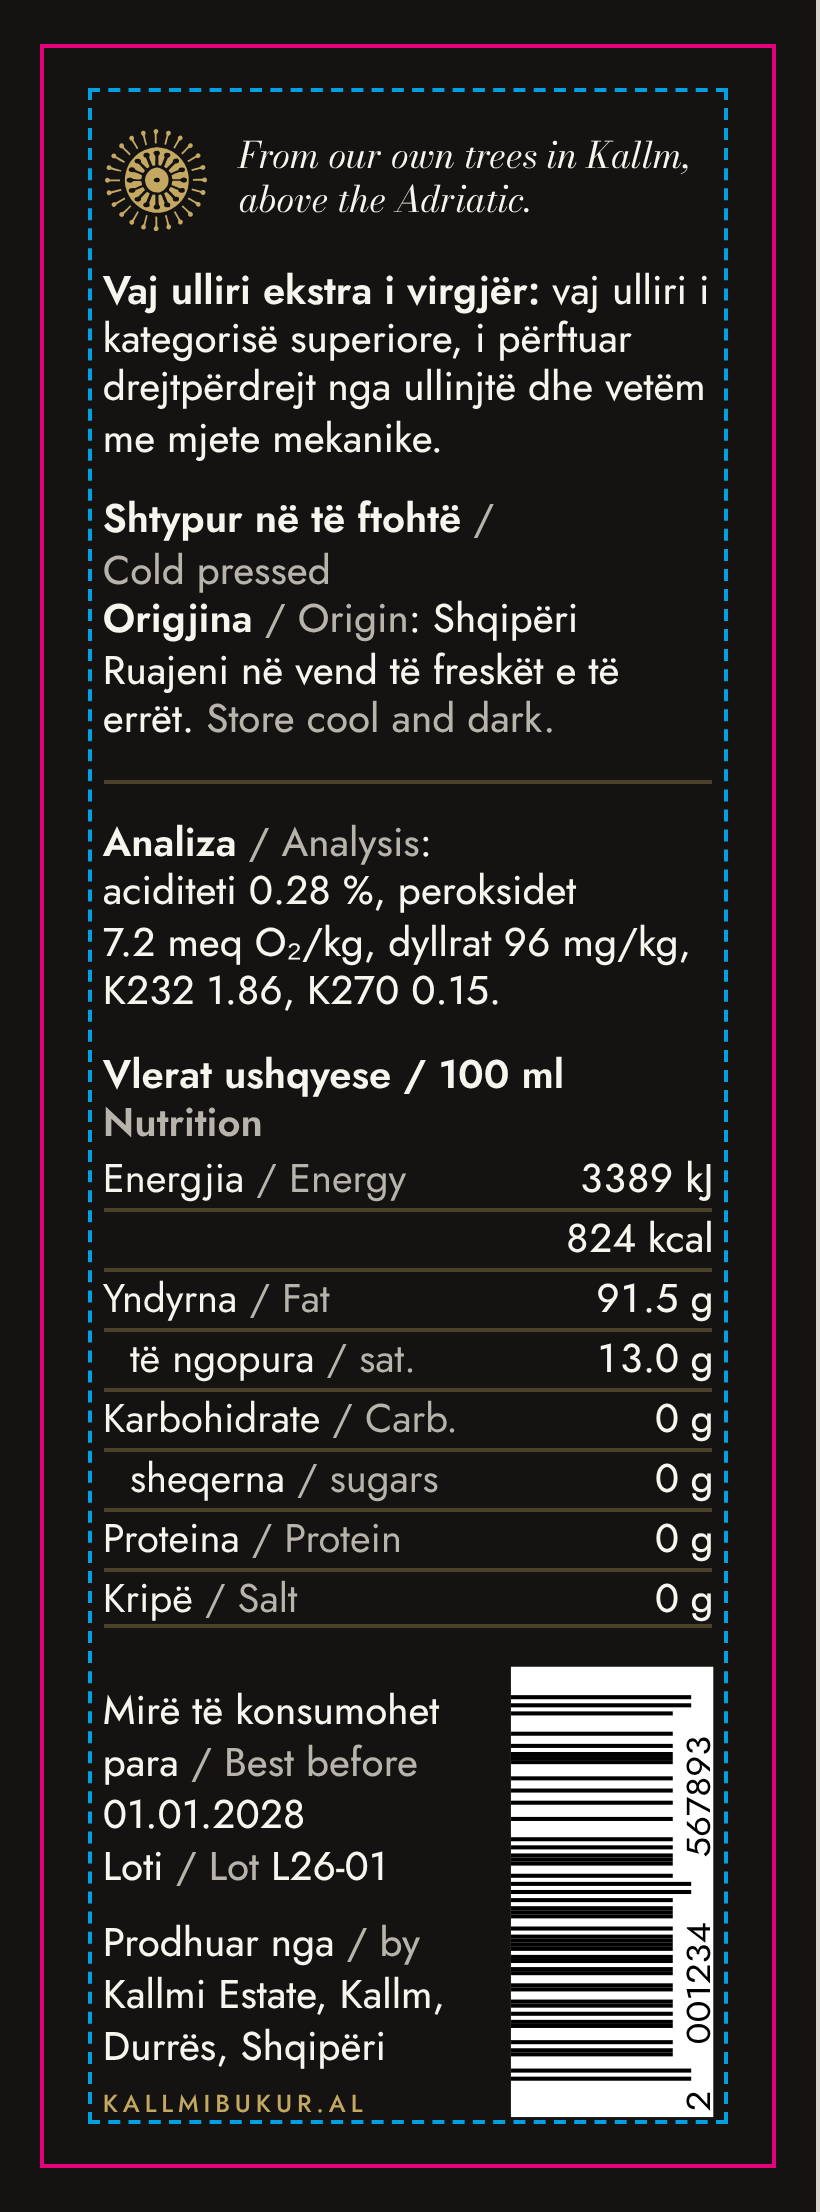 From our own trees in Kallm,
above the Adriatic.
Vaj ulliri ekstra i virgjër: vaj ulliri i
kategorisë superiore, i përftuar
drejtpërdrejt nga ullinjtë dhe vetëm
me mjete mekanike.
Shtypur në të ftohtë /
Cold pressed
Origjina / Origin: Shqipëri
Ruajeni në vend të freskët e të
errët. Store cool and dark.
Analiza / Analysis:
aciditeti 0.28 %, peroksidet
7.2 meq O₂/kg, dyllrat 96 mg/kg,
K232 1.86, K270 0.15.
Vlerat ushqyese / 100 ml
Nutrition
Energjia / Energy 3389 kJ
824 kcal
Yndyrna / Fat 91.5 g
të ngopura / sat. 13.0 g
Karbohidrate / Carb. 0 g
sheqerna / sugars 0 g
Proteina / Protein 0 g
Kripë / Salt 0 g
Mirë të konsumohet
para / Best before
01.01.2028
Loti / Lot L26-01
Prodhuar nga / by
Kallmi Estate, Kallm,
Durrës, Shqipëri
KALLMIBUKUR.AL
2 001234 567893